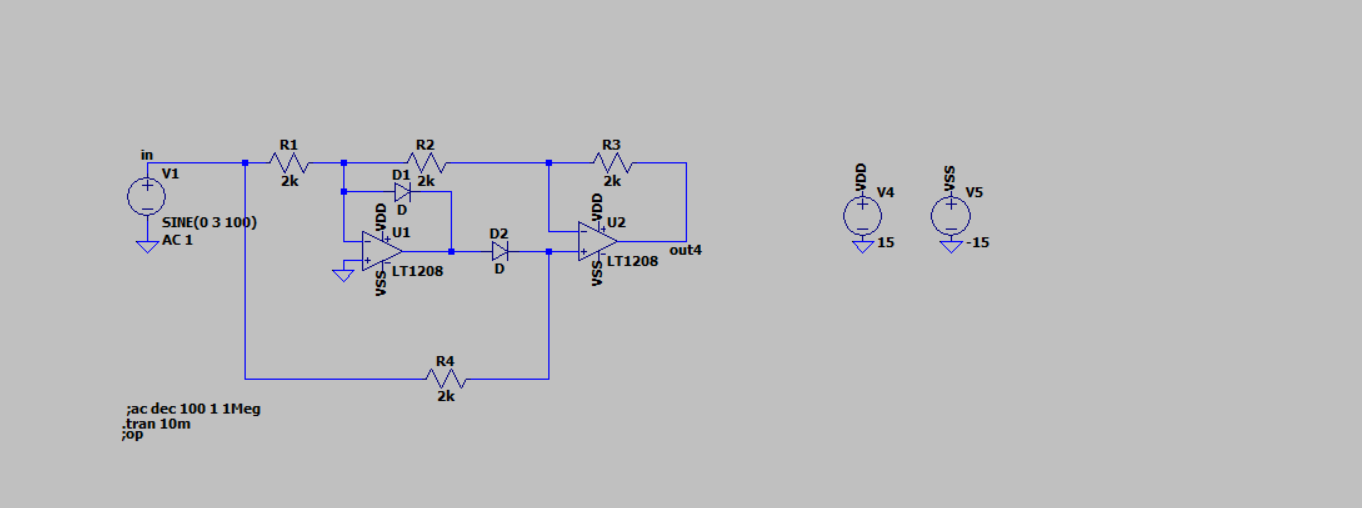 in
V1
SINE(0 3 100)
AC 1
R1
2k
R2
2k
R3
2k
D1
D
VDD
U1
LT1208
VSS
D2
D
VDD
U2
LT1208
VSS
out4
R4
2k
VDD
V4
15
VSS
V5
-15
;ac dec 100 1 1Meg
.tran 10m
;op